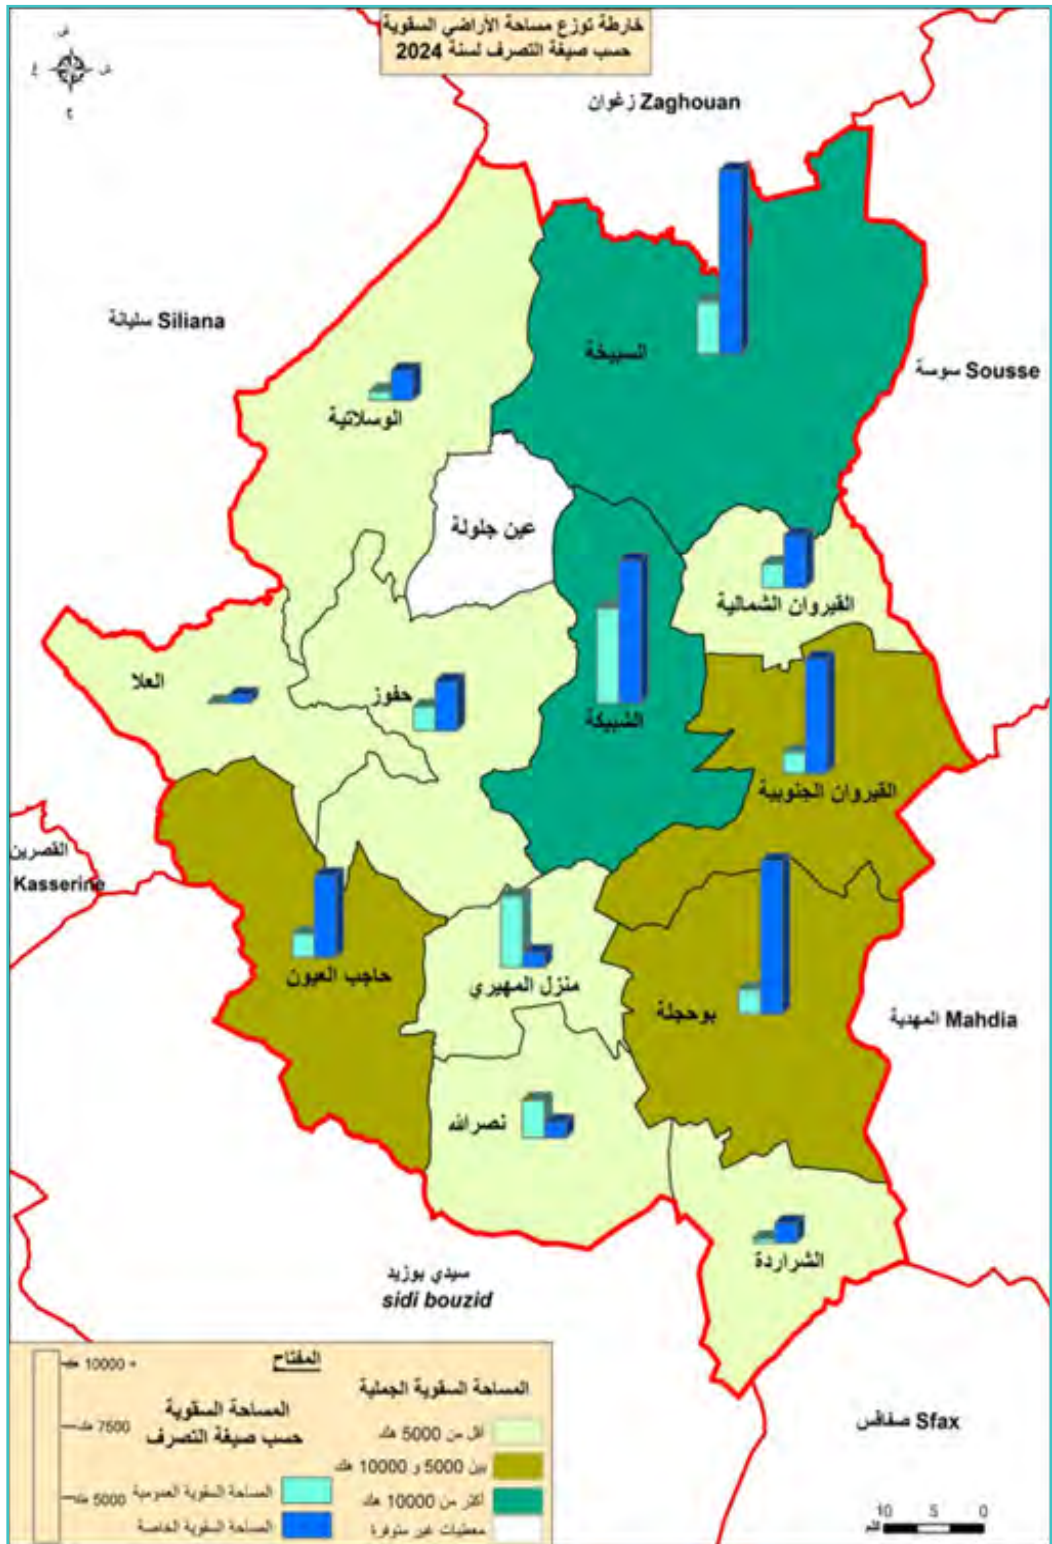 خارطة توزع مساحة الأراضي السقوية
حسب صيغة التصرف لسنة 2024
زغوان Zaghouan
سليانة Siliana
السبيخة
سوسة Sousse
الوسلاتية
عين جلولة
القيروان الشمالية
العلا
حفوز
الشبيكة
القيروان الجنوبية
القصرين
Kasserine
حاجب العيون
منزل المهيري
بوحجلة
المهدية Mahdia
نصرالله
الشراردة
سيدي بوزيد
sidi bouzid
صفاقس Sfax
المفتاح
المساحة السقوية الجملية
أقل من 5000 هك
بين 5000 و 10000 هك
أكثر من 10000 هك
معطيات غير متوفرة
المساحة السقوية
حسب صيغة التصرف
المساحة السقوية العمومية
المساحة السقوية الخاصة
+ 10000 هك
7500 هك
5000 هك
10 5 0
كلم